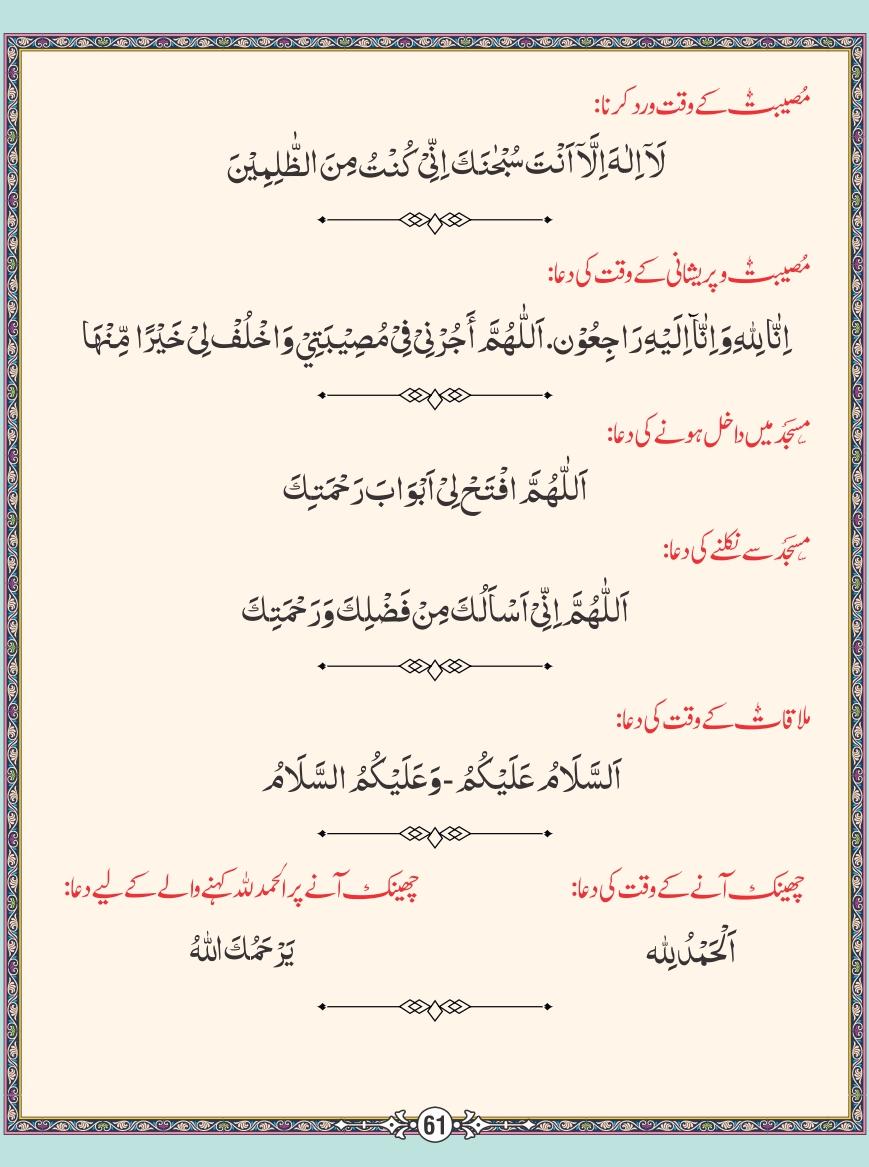 مُصیبت کے وقت ورد کرنا:
لَاۤ اِلٰهَ اِلَّاۤ اَنْتَ سُبْحٰنَكَ اِنِّیْ كُنْتُ مِنَ الظّٰلِمِیْنَ
مُصیبت و پریشانی کے وقت کی دعا:
اِنَّا لِلّٰهِ وَاِنَّاۤ اِلَیْهِ رَاجِعُوْن. اَللّٰهُمَّ أَجُرْنِیْ فِیْ مُصِیْبَتِیْ وَاخْلُفْ لِیْ خَیْرًا مِّنْهَا
مسجد میں داخل ہونے کی دعا:
اَللّٰهُمَّ افْتَحْ لِیْ اَبْوَابَ رَحْمَتِكَ
مسجد سے نکلنے کی دعا:
اَللّٰهُمَّ اِنِّیْ اَسْاَلُكَ مِنْ فَضْلِكَ وَرَحْمَتِكَ
ملاقات کے وقت کی دعا:
اَلسَّلَامُ عَلَیْكُمُ - وَعَلَیْكُمُ السَّلَامُ
چھینک آنے کے وقت کی دعا:
اَلْحَمْدُ لِلّٰه
چھینک آنے پر الحمد للہ کہنے والے کے لیے دعا:
یَرْحَمُكَ اللّٰهُ
61